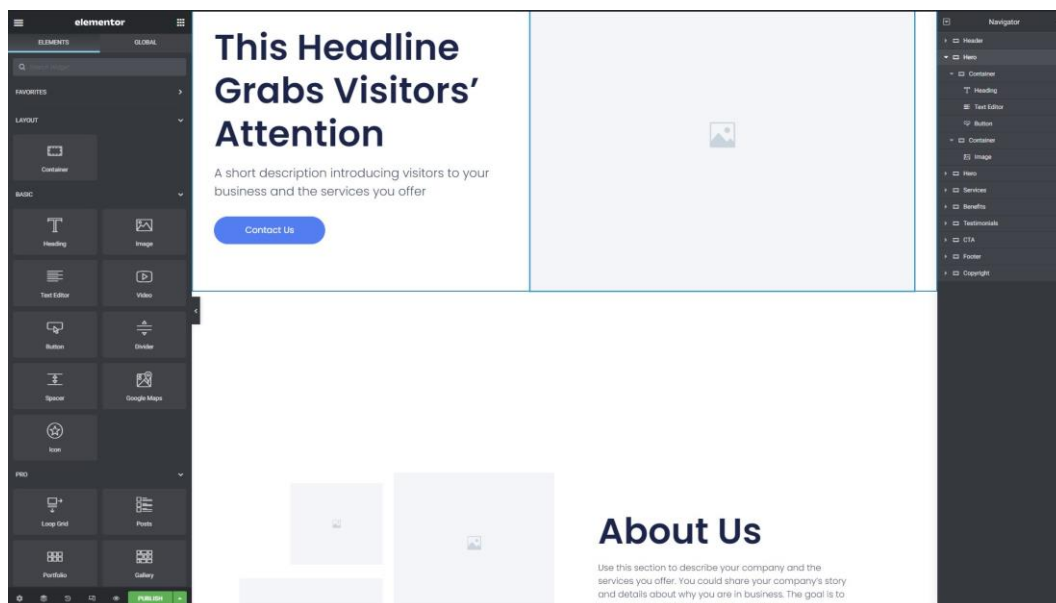 elementor
ELEMENTS
GLOBAL
FAVORITES
LAYOUT
Container
BASIC
Heading
Image
Text Editor
Video
Button
Divider
Spacer
Google Maps
Icon
PRO
Loop Grid
Posts
Portfolio
Gallery
PUBLISH
This Headline
Grabs Visitors’
Attention
A short description introducing visitors to your
business and the services you offer
Contact Us
About Us
Use this section to describe your company and the
services you offer. You could share your company's story
and details about why you are in business. The goal is to
Navigator
Header
Hero
Container
Heading
Text Editor
Button
Container
Image
Hero
Services
Benefits
Testimonials
CTA
Footer
Copyright